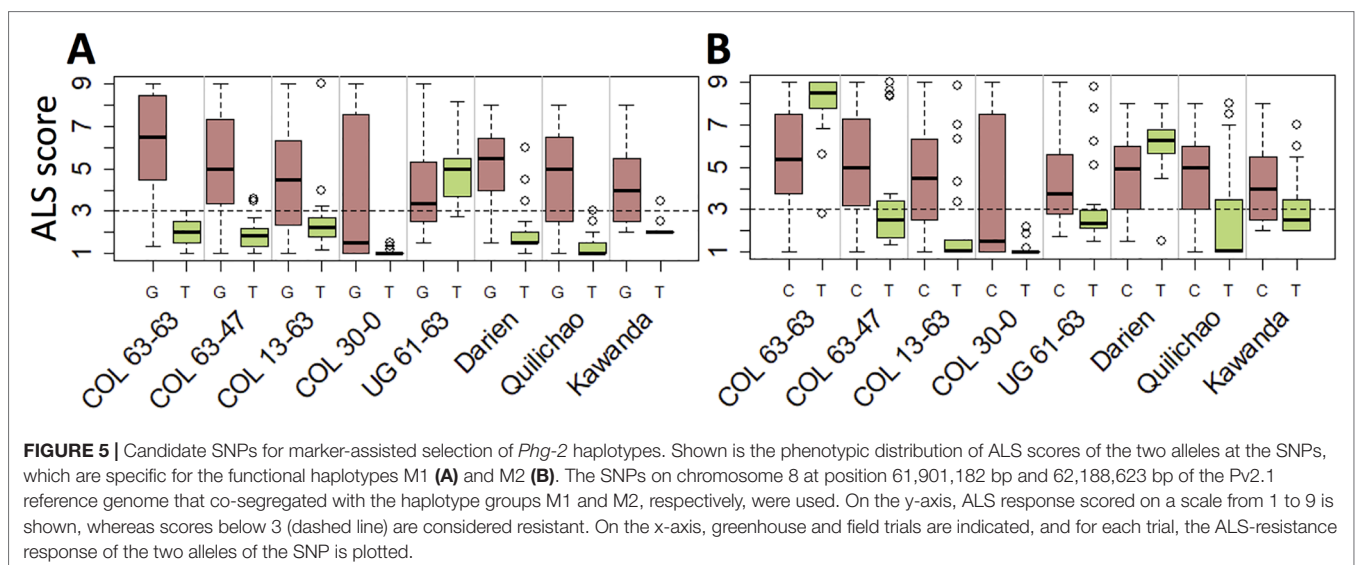 A
B
ALS score
9
7
5
3
1
9
7
5
3
1
G T G T G T G T G T G T G T G T
C T C T C T C T C T C T C T C T
COL 63-63
COL 63-47
COL 13-63
COL 30-0
UG 61-63
Darien
Quilichao
Kawanda
COL 63-63
COL 63-47
COL 13-63
COL 30-0
UG 61-63
Darien
Quilichao
Kawanda
FIGURE 5 | Candidate SNPs for marker-assisted selection of Phg-2 haplotypes. Shown is the phenotypic distribution of ALS scores of the two alleles at the SNPs,
which are specific for the functional haplotypes M1 (A) and M2 (B). The SNPs on chromosome 8 at position 61,901,182 bp and 62,188,623 bp of the Pv2.1
reference genome that co-segregated with the haplotype groups M1 and M2, respectively, were used. On the y-axis, ALS response scored on a scale from 1 to 9 is
shown, whereas scores below 3 (dashed line) are considered resistant. On the x-axis, greenhouse and field trials are indicated, and for each trial, the ALS-resistance
response of the two alleles of the SNP is plotted.